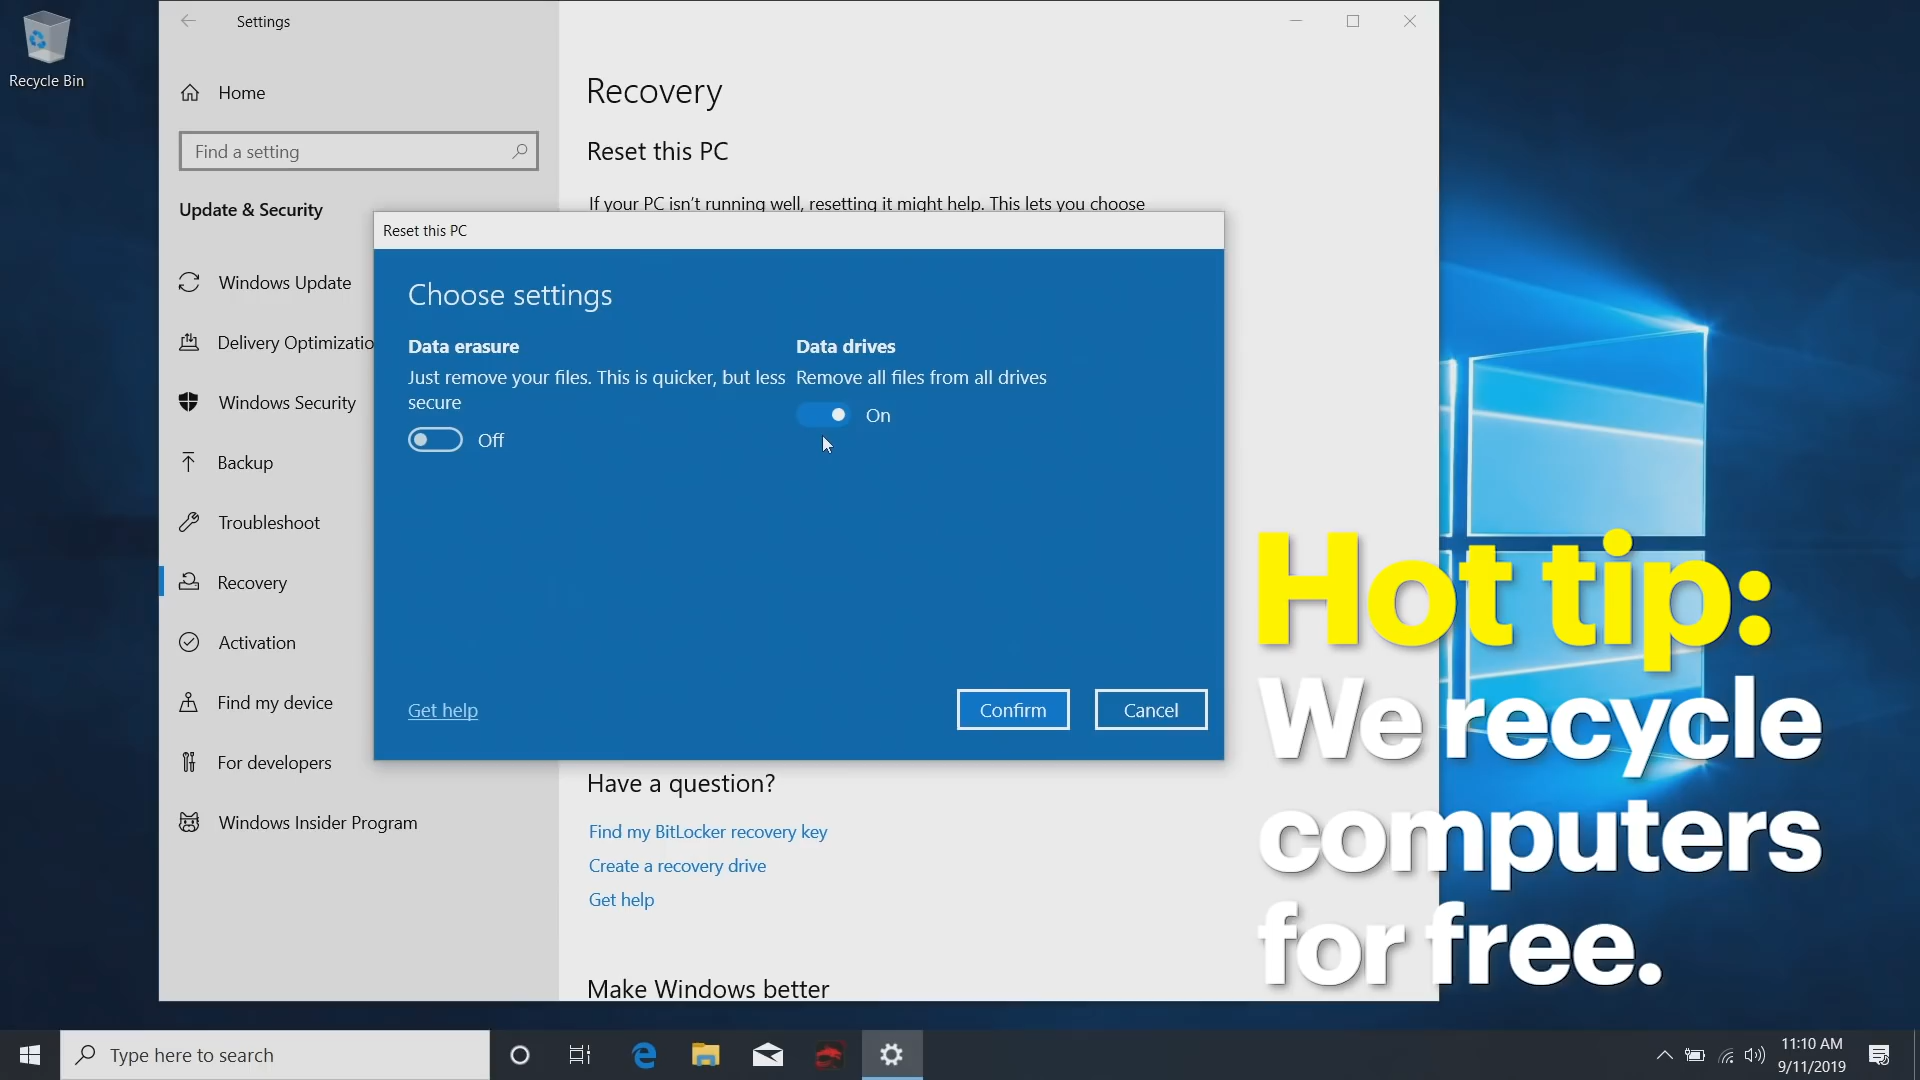 Recycle Bin
Settings
Home
Find a setting
Update & Security
Windows Update
Delivery Optimizatio
Windows Security
Backup
Troubleshoot
Recovery
Activation
Find my device
For developers
Windows Insider Program
Recovery
Reset this PC
If your PC isn't running well, resetting it might help. This lets you choose
Reset this PC
Choose settings
Data erasure
Just remove your files. This is quicker, but less
secure
Off
Data drives
Remove all files from all drives
On
Get help
Confirm
Cancel
Have a question?
Find my BitLocker recovery key
Create a recovery drive
Get help
Make Windows better
Hot tip:
We recycle
computers
for free.
Type here to search
11:10 AM
9/11/2019